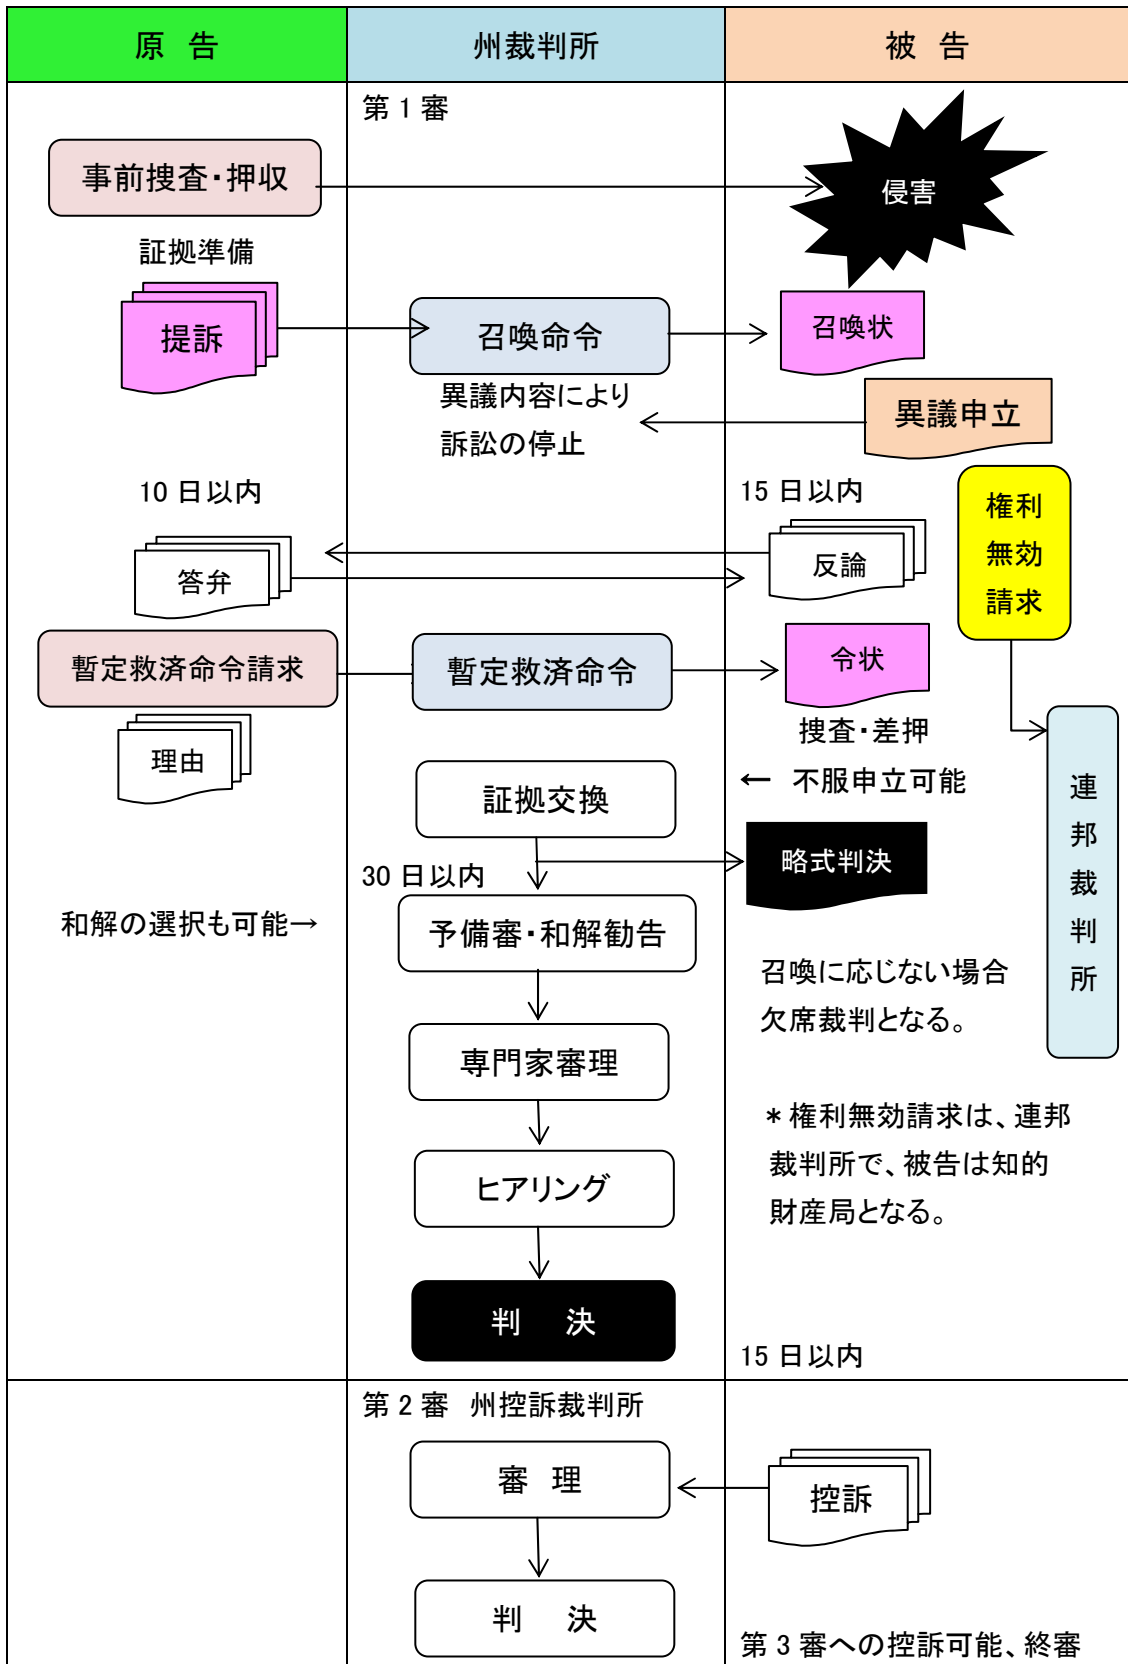 原 告
州裁判所
被 告
第 1 審
事前捜査・押収
侵害
証拠準備
提訴
召喚命令
召喚状
異議内容により
訴訟の停止
異議申立
10 日以内
15 日以内
権利
無効
請求
答弁
反論
暫定救済命令請求
暫定救済命令
令状
理由
捜査・差押
証拠交換
← 不服申立可能
連
邦
裁
判
所
略式判決
30 日以内
和解の選択も可能→
予備審・和解勧告
召喚に応じない場合
欠席裁判となる。
専門家審理
＊権利無効請求は、連邦
裁判所で、被告は知的
財産局となる。
ヒアリング
判 決
15 日以内
第 2 審 州控訴裁判所
審 理
控訴
判 決
第 3 審への控訴可能、終審